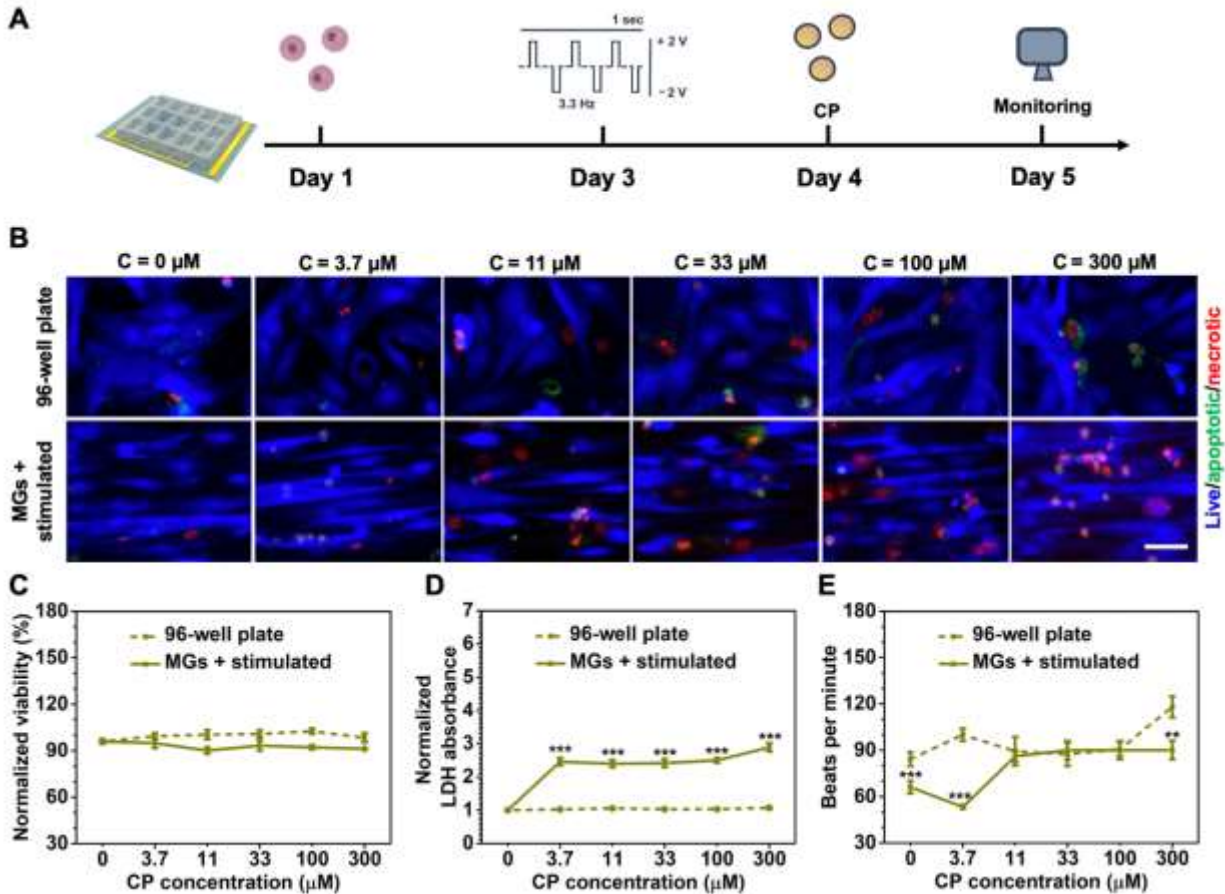 A
1 sec
+ 2 V
− 2 V
3.3 Hz
CP
Monitoring
Day 1
Day 3
Day 4
Day 5
B
C = 0 µM
C = 3.7 µM
C = 11 µM
C = 33 µM
C = 100 µM
C = 300 µM
96-well plate
MGs +
stimulated
Live/apoptotic/necrotic
C
Normalized viability (%)
180
150
120
90
60
30
96-well plate
MGs + stimulated
0
3.7
11
33
100
300
CP concentration (µM)
D
Normalized
LDH absorbance
7
6
5
4
3
2
1
0
96-well plate
MGs + stimulated
***
***
***
***
***
0
3.7
11
33
100
300
CP concentration (µM)
E
Beats per minute
180
150
120
90
60
30
96-well plate
MGs + stimulated
***
***
**
0
3.7
11
33
100
300
CP concentration (µM)